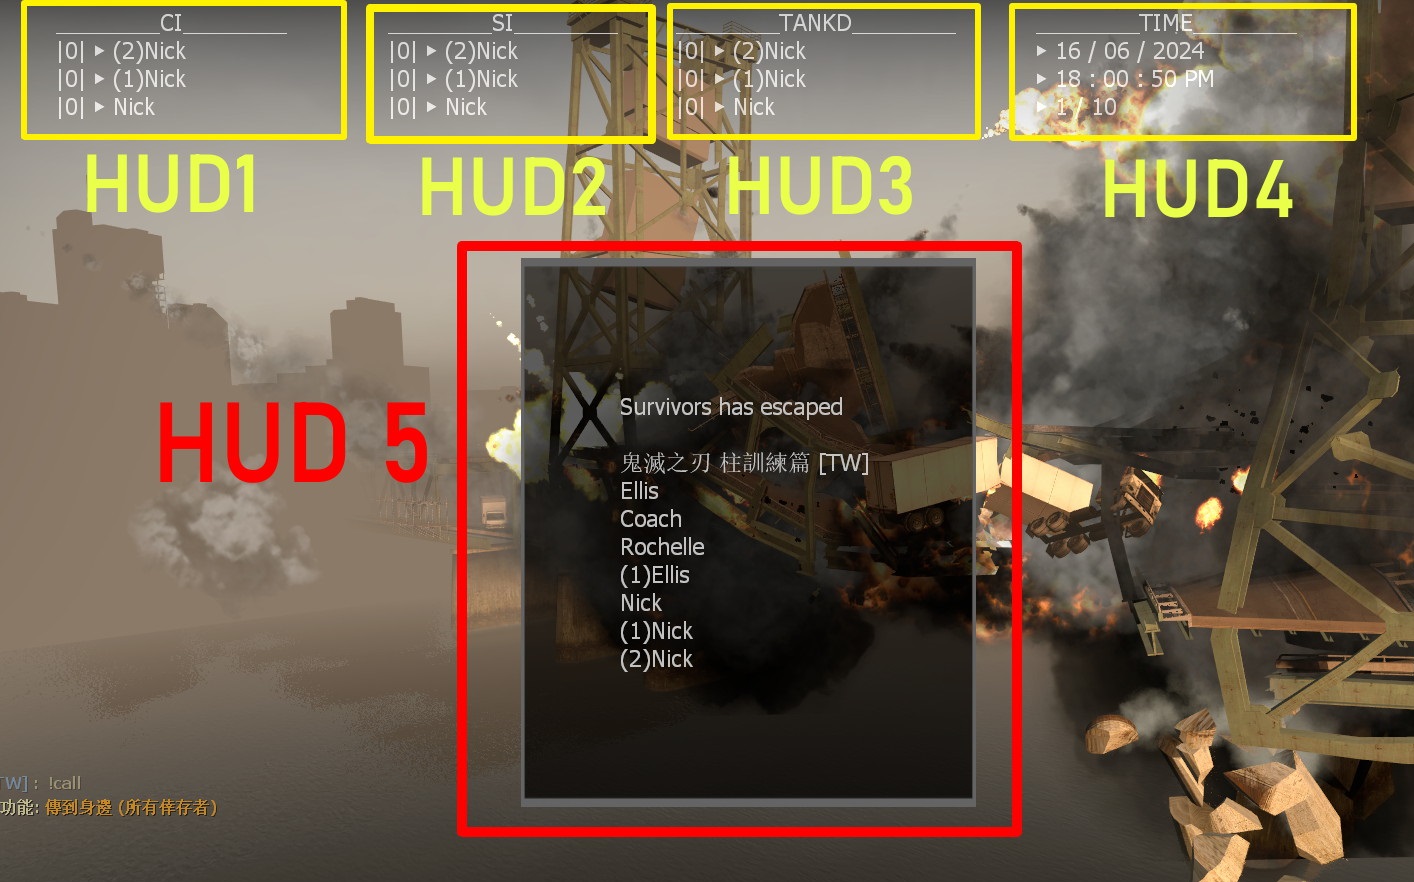 CI
|0| ▸ (2)Nick
|0| ▸ (1)Nick
|0| ▸ Nick
HUD1
SI
|0| ▸ (2)Nick
|0| ▸ (1)Nick
|0| ▸ Nick
HUD2
TANKD
|0| ▸ (2)Nick
|0| ▸ (1)Nick
|0| ▸ Nick
HUD3
TIME
▸ 16 / 06 / 2024
▸ 18 : 00 : 50 PM
▸ 1 / 10
HUD4
HUD 5
Survivors has escaped
鬼滅之刃 柱訓練篇 [TW]
Ellis
Coach
Rochelle
(1)Ellis
Nick
(1)Nick
(2)Nick
TW] : !call
功能: 傳到身邊 (所有倖存者)